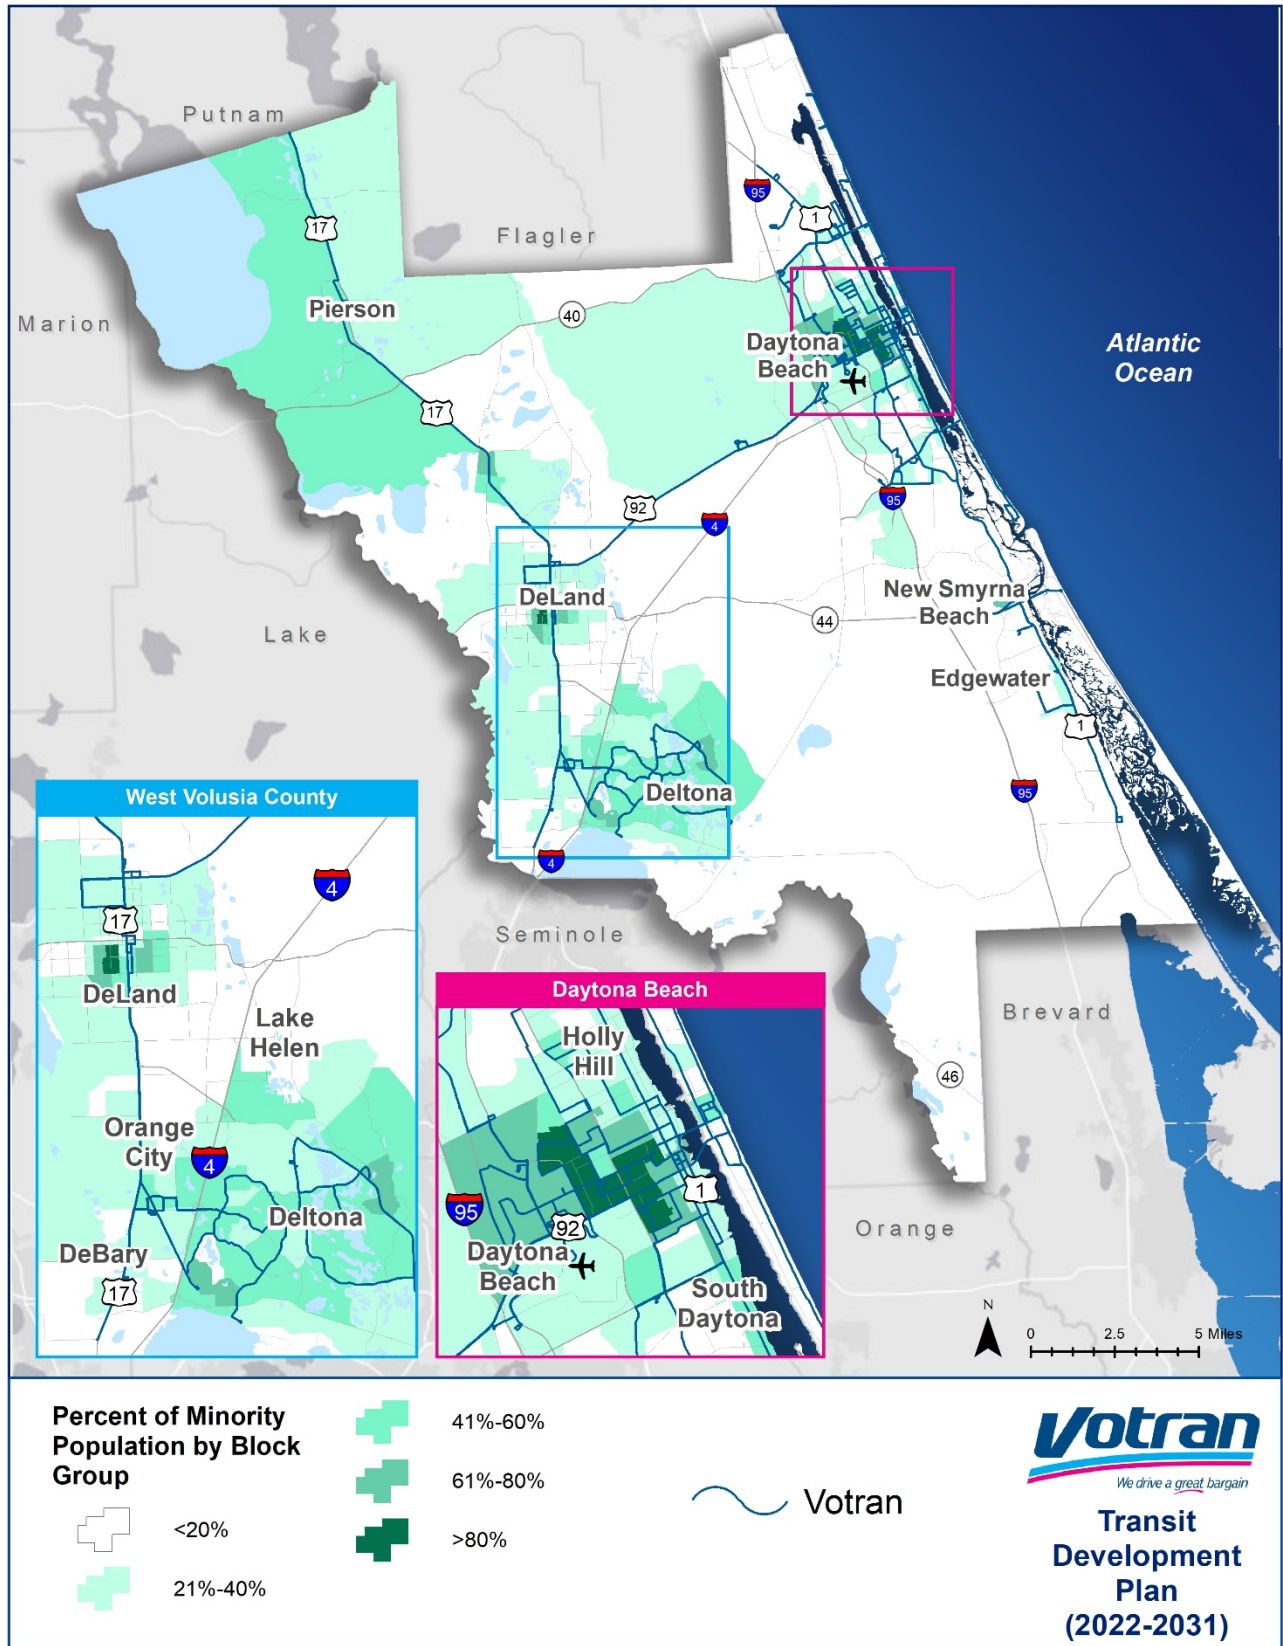 Putnam
17
Flagler
95
1
Marion
Pierson
40
Daytona
Beach
Atlantic
Ocean
17
92
4
95
DeLand
New Smyrna
Beach
44
Lake
Edgewater
1
Deltona
95
4
Seminole
Brevard
46
Orange
West Volusia County
4
17
DeLand
Lake
Helen
Orange
City
4
Deltona
DeBary
17
Daytona Beach
Holly
Hill
95
1
92
Daytona
Beach
South
Daytona
N
0 2.5 5 Miles
Percent of Minority
Population by Block
Group
<20%
21%-40%
41%-60%
61%-80%
>80%
Votran
Votran
We drive a great bargain
Transit
Development
Plan
(2022-2031)